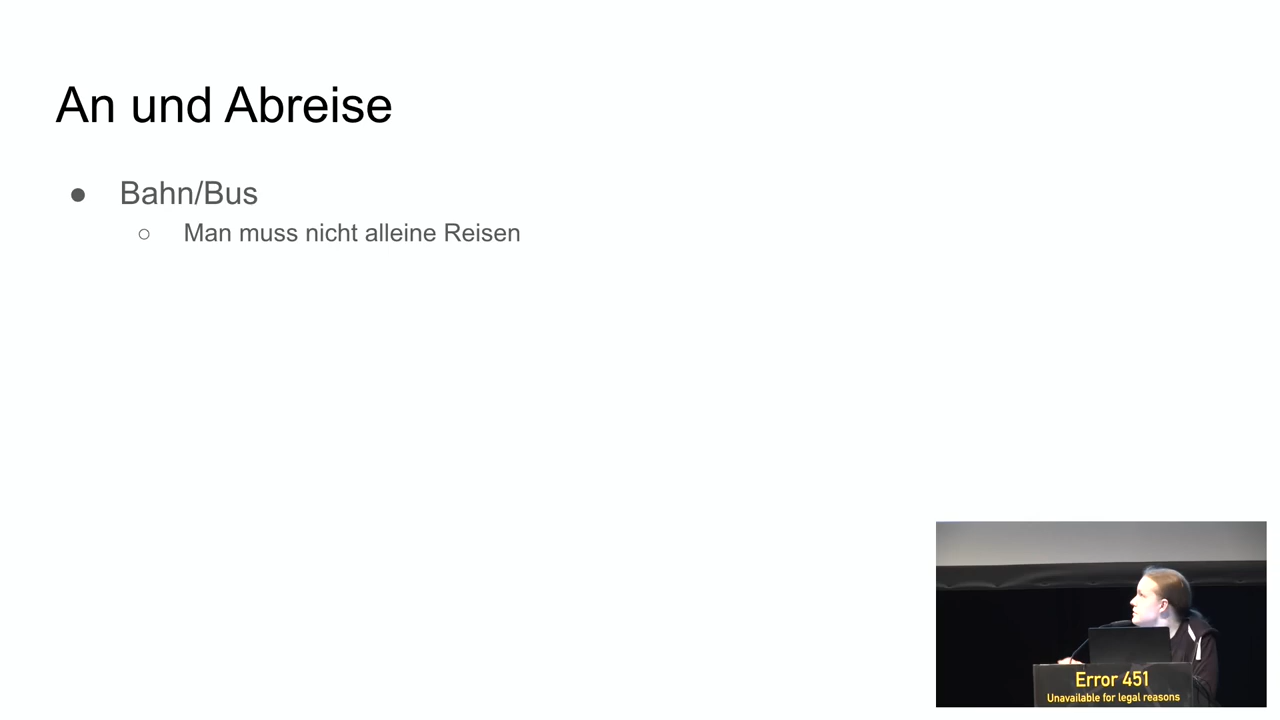 An und Abreise
● Bahn/Bus
○ Man muss nicht alleine Reisen
Error 451
Unavailable for legal reasons